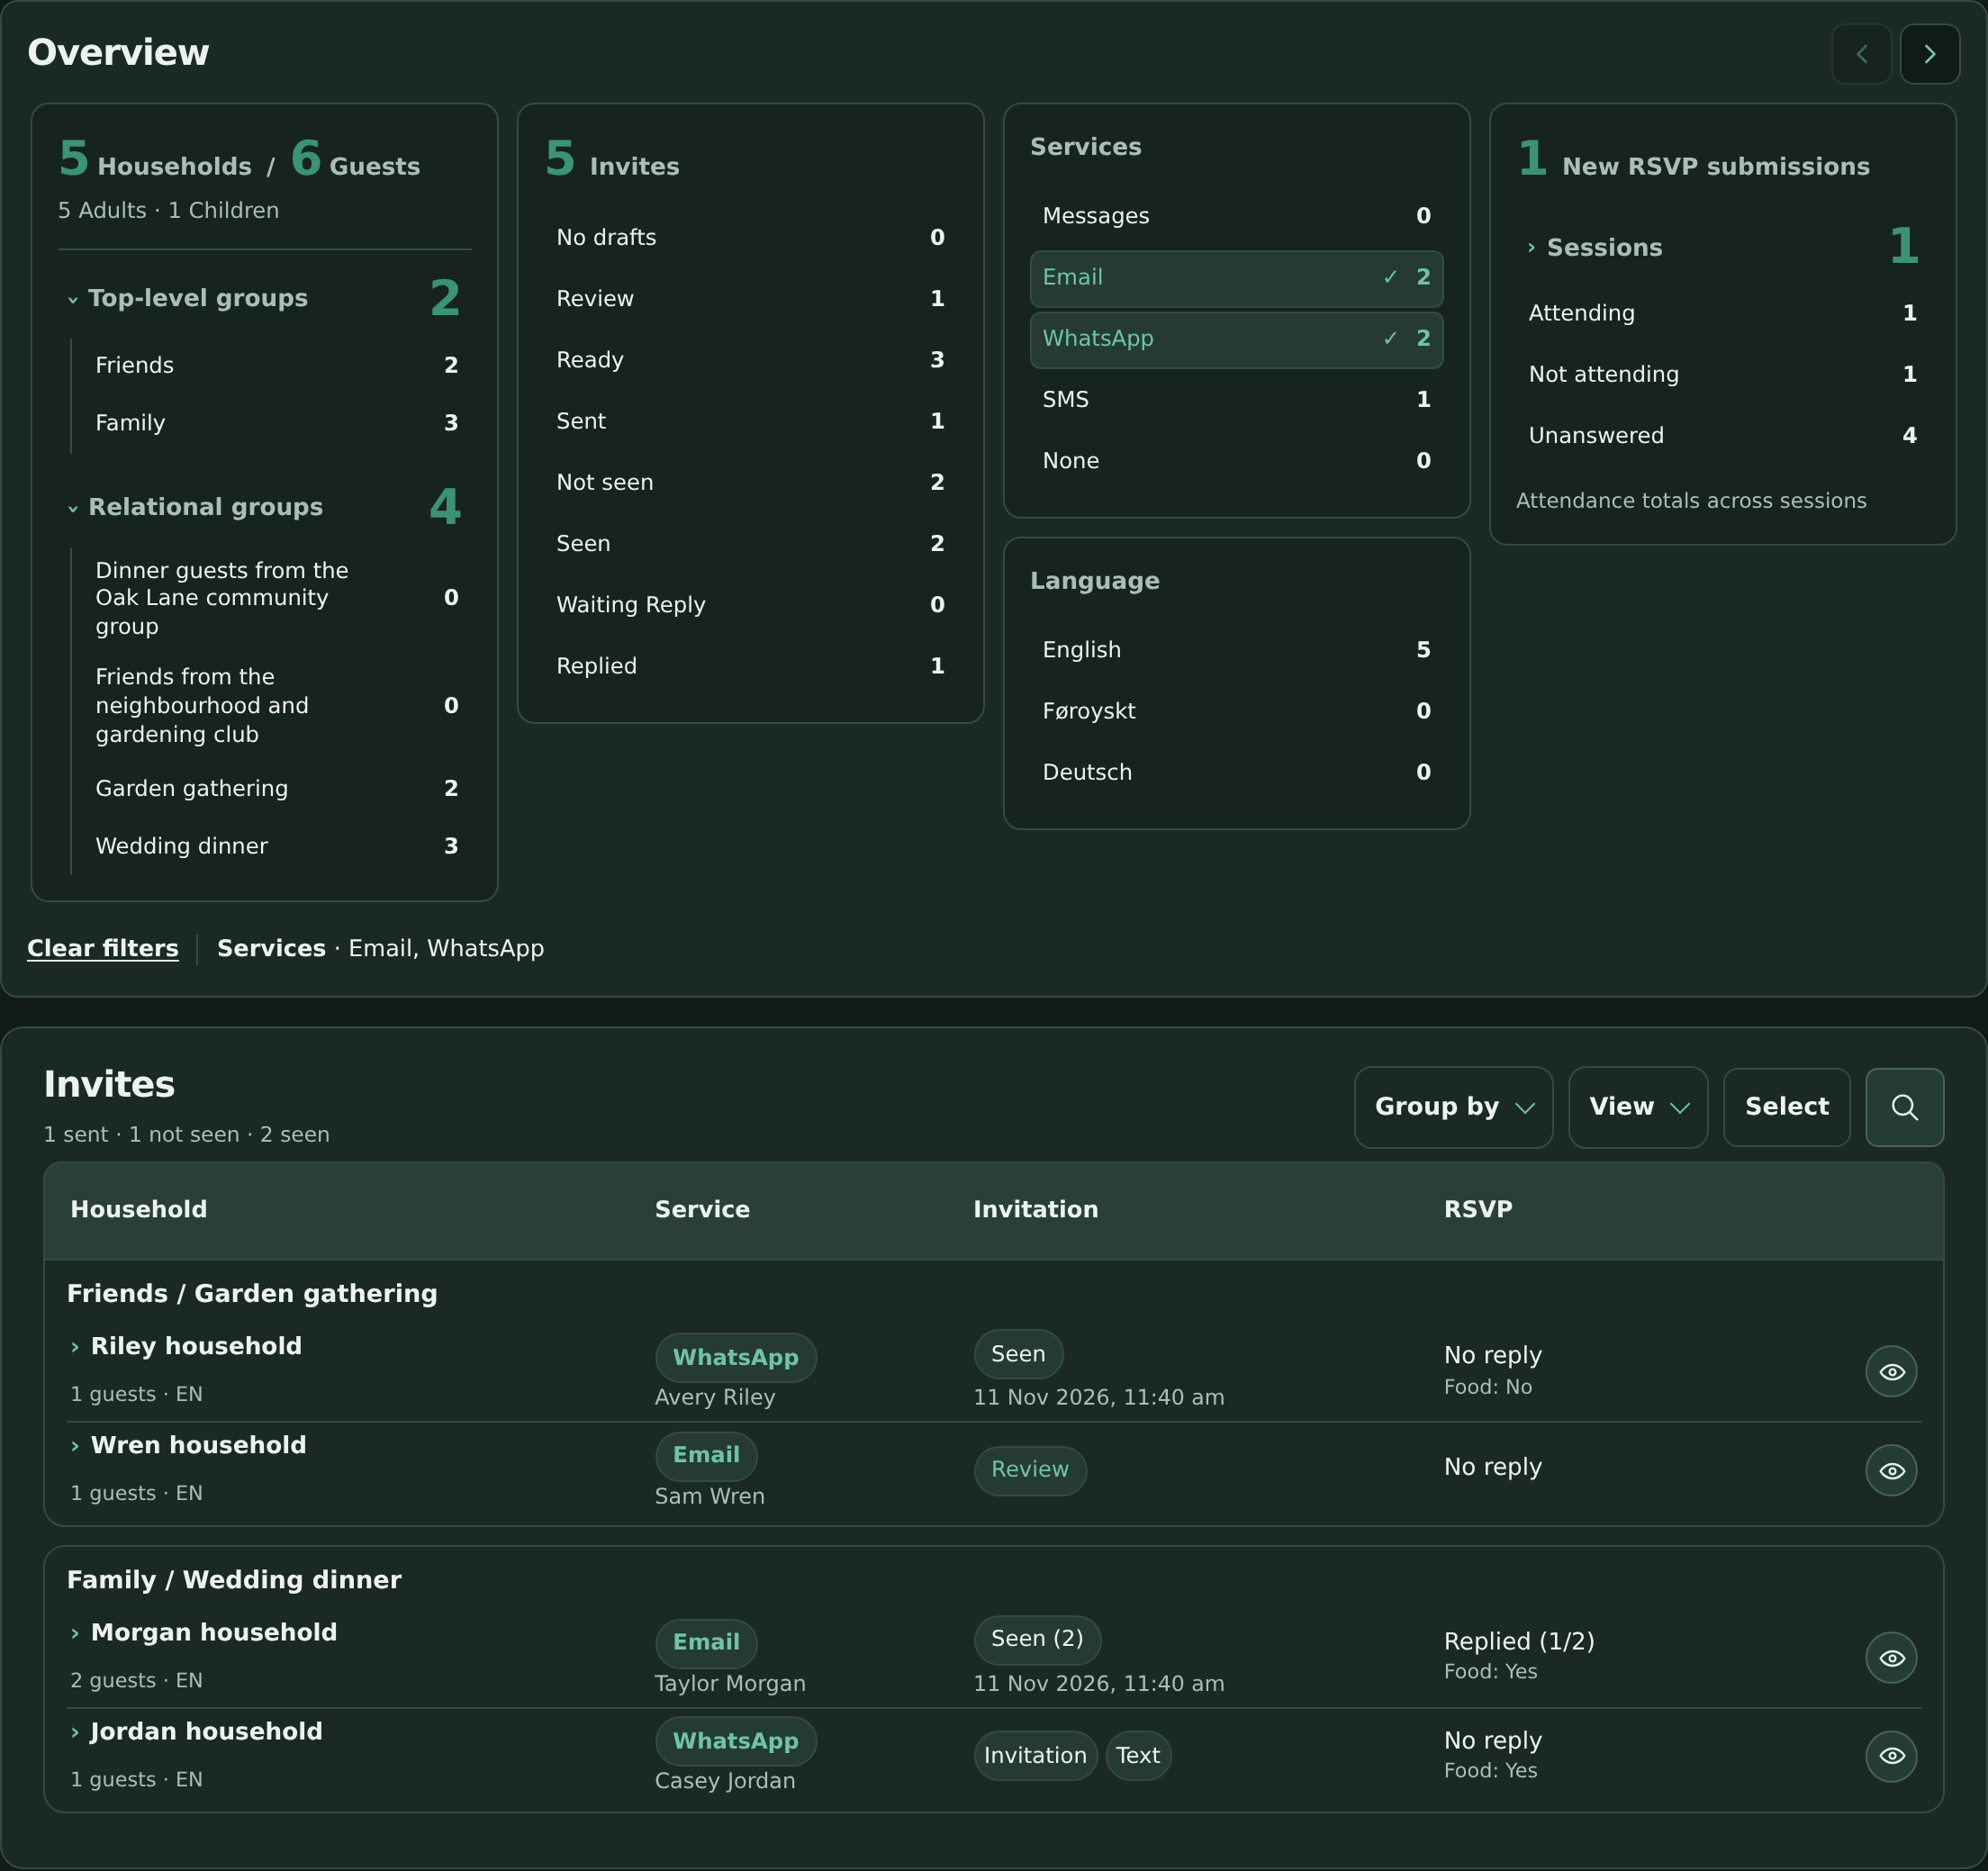 Overview
5 Households / 6 Guests
5 Adults · 1 Children
Top-level groups 2
Friends 2
Family 3
Relational groups 4
Dinner guests from the
Oak Lane community 0
group
Friends from the
neighbourhood and 0
gardening club
Garden gathering 2
Wedding dinner 3
5 Invites
No drafts 0
Review 1
Ready 3
Sent 1
Not seen 2
Seen 2
Waiting Reply 0
Replied 1
Services
Messages 0
Email ✓ 2
WhatsApp ✓ 2
SMS 1
None 0
Language
English 5
Føroyskt 0
Deutsch 0
1 New RSVP submissions
Sessions 1
Attending 1
Not attending 1
Unanswered 4
Attendance totals across sessions
Clear filters Services · Email, WhatsApp
Invites
1 sent · 1 not seen · 2 seen
Group by View Select
Household Service Invitation RSVP
Friends / Garden gathering
Riley household WhatsApp Seen No reply
1 guests · EN Avery Riley 11 Nov 2026, 11:40 am Food: No
Wren household Email Review No reply
1 guests · EN Sam Wren
Family / Wedding dinner
Morgan household Email Seen (2) Replied (1/2)
2 guests · EN Taylor Morgan 11 Nov 2026, 11:40 am Food: Yes
Jordan household WhatsApp Invitation Text No reply
1 guests · EN Casey Jordan Food: Yes